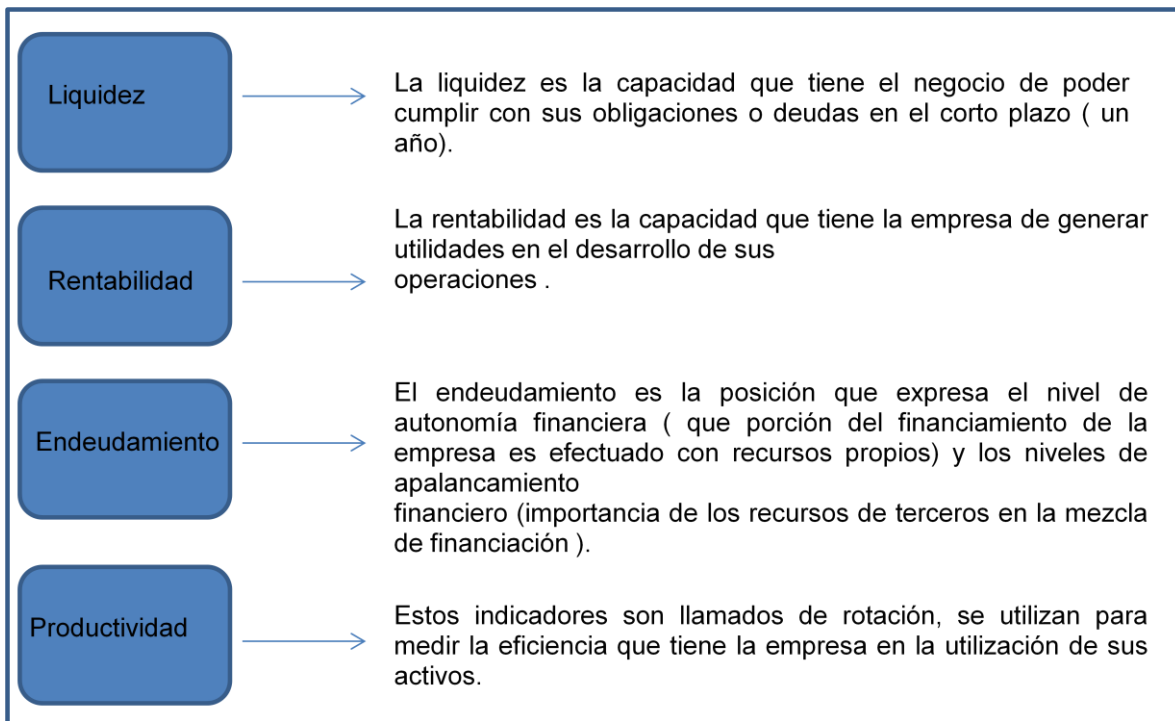 Liquidez
La liquidez es la capacidad que tiene el negocio de poder
cumplir con sus obligaciones o deudas en el corto plazo ( un
año).
Rentabilidad
La rentabilidad es la capacidad que tiene la empresa de generar
utilidades en el desarrollo de sus
operaciones .
Endeudamiento
El endeudamiento es la posición que expresa el nivel de
autonomía financiera ( que porción del financiamiento de la
empresa es efectuado con recursos propios) y los niveles de
apalancamiento
financiero (importancia de los recursos de terceros en la mezcla
de financiación ).
Productividad
Estos indicadores son llamados de rotación, se utilizan para
medir la eficiencia que tiene la empresa en la utilización de sus
activos.